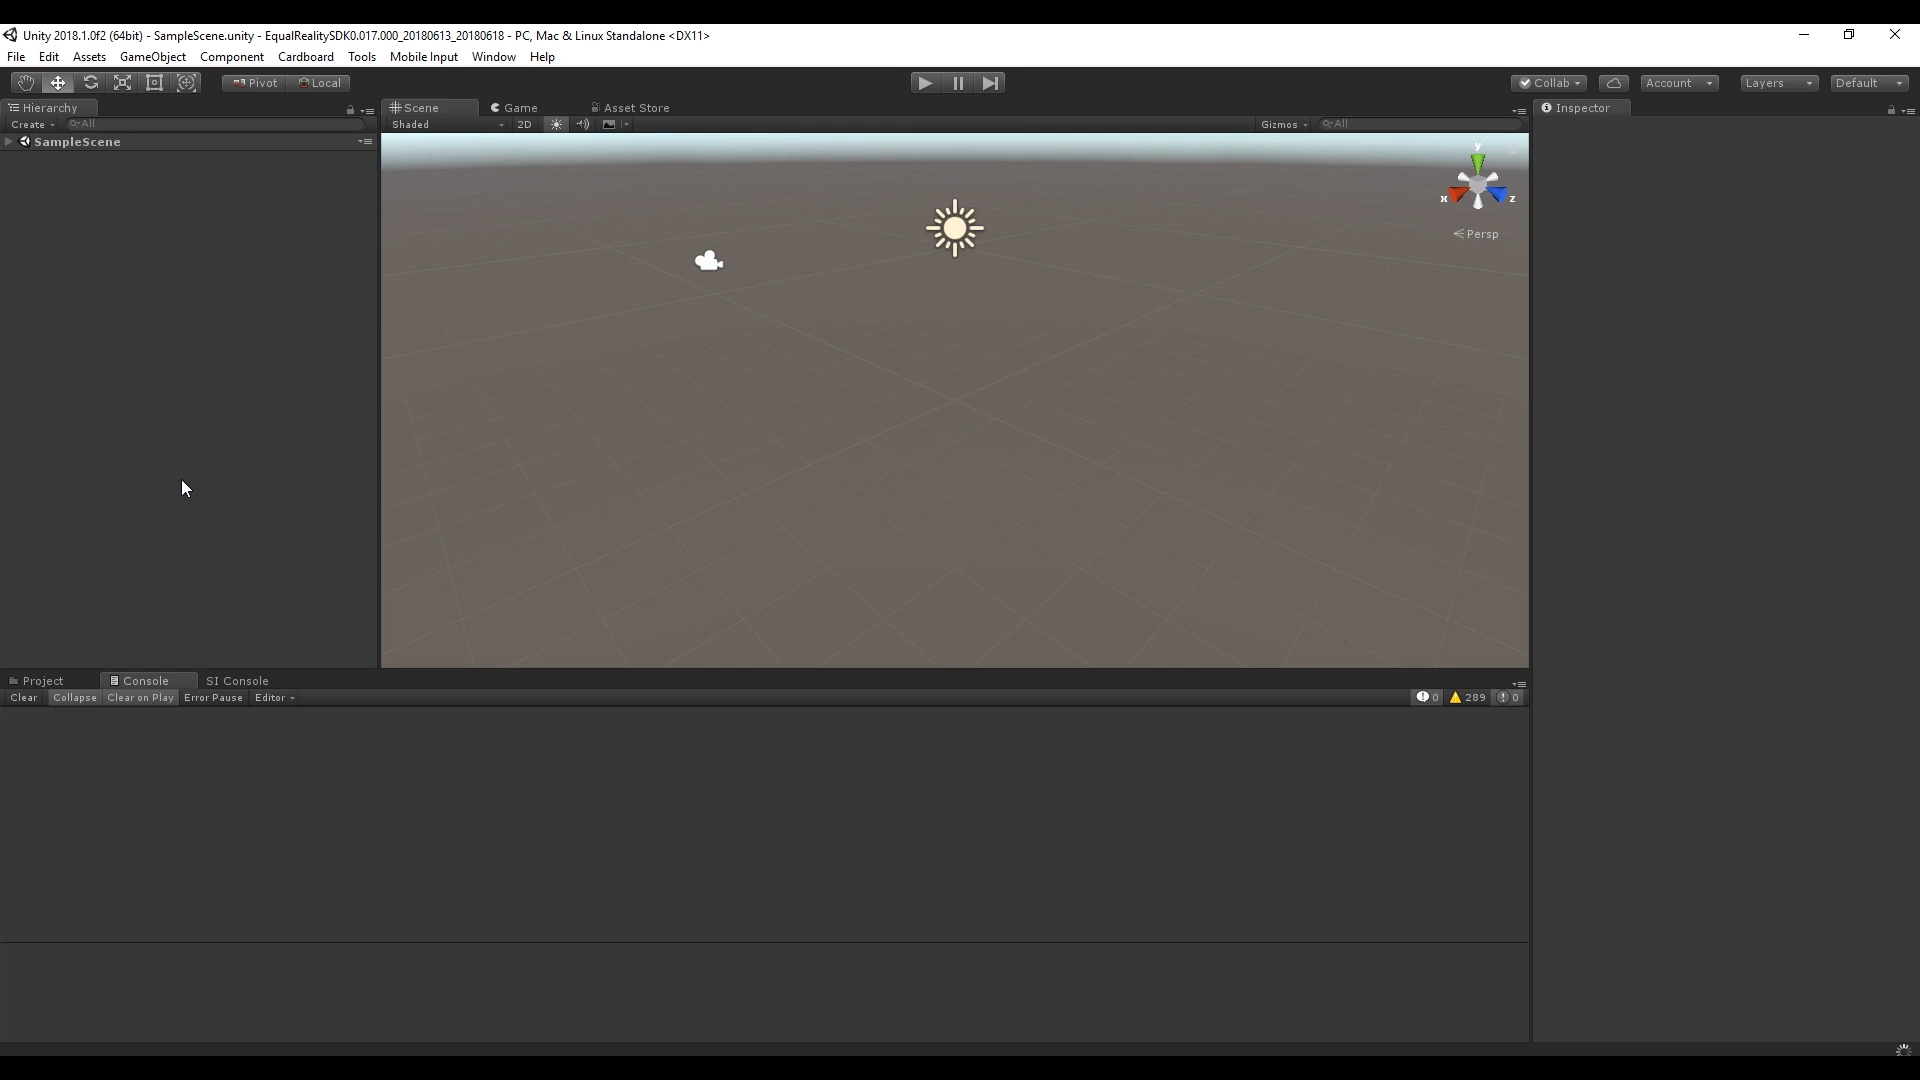 Unity 2018.1.0f2 (64bit) - SampleScene.unity - EqualRealitySDK0.017.000_20180613_20180618 - PC, Mac & Linux Standalone <DX11>
File Edit Assets GameObject Component Cardboard Tools Mobile Input Window Help
Pivot Local Collab Account Layers Default
Hierarchy Scene Game Asset Store Inspector
Create All Shaded 2D Gizmos All
SampleScene
y
x z
Persp
Project Console SI Console
Clear Collapse Clear on Play Error Pause Editor 0 289 0